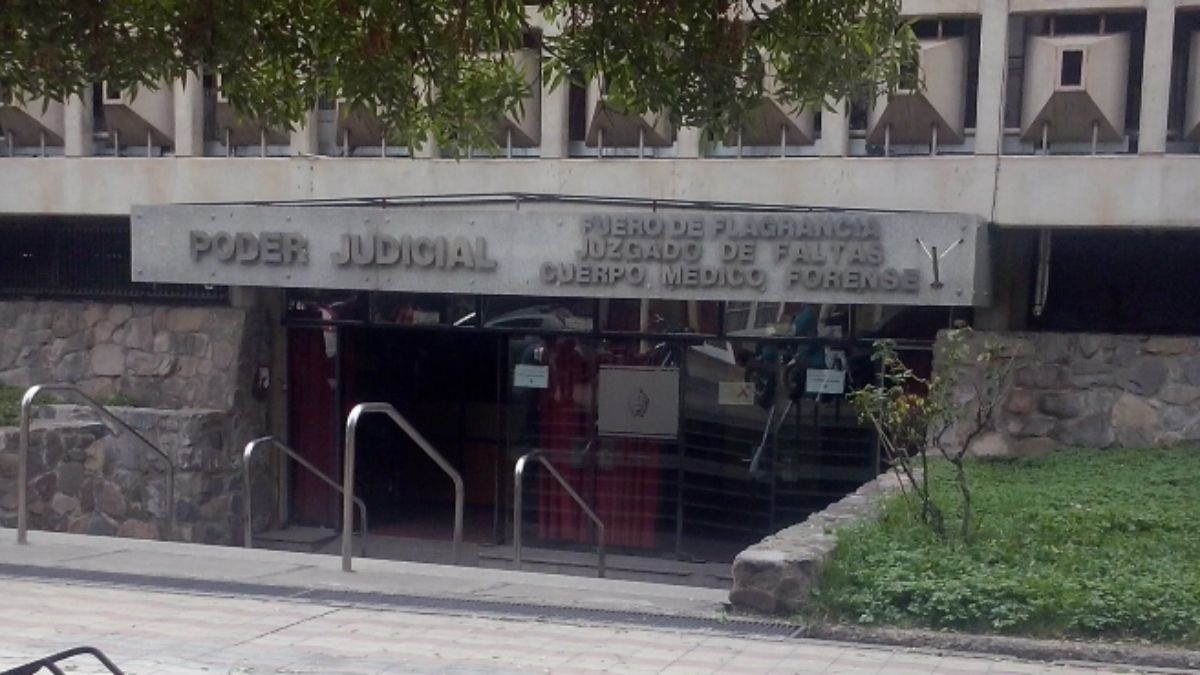 PODER JUDICIAL
FUERO DE FLAGRANCIA
JUZGADO DE FALTAS
CUERPO MEDICO FORENSE